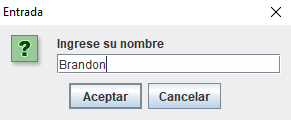 Entrada
Ingrese su nombre
Brandon
Aceptar Cancelar